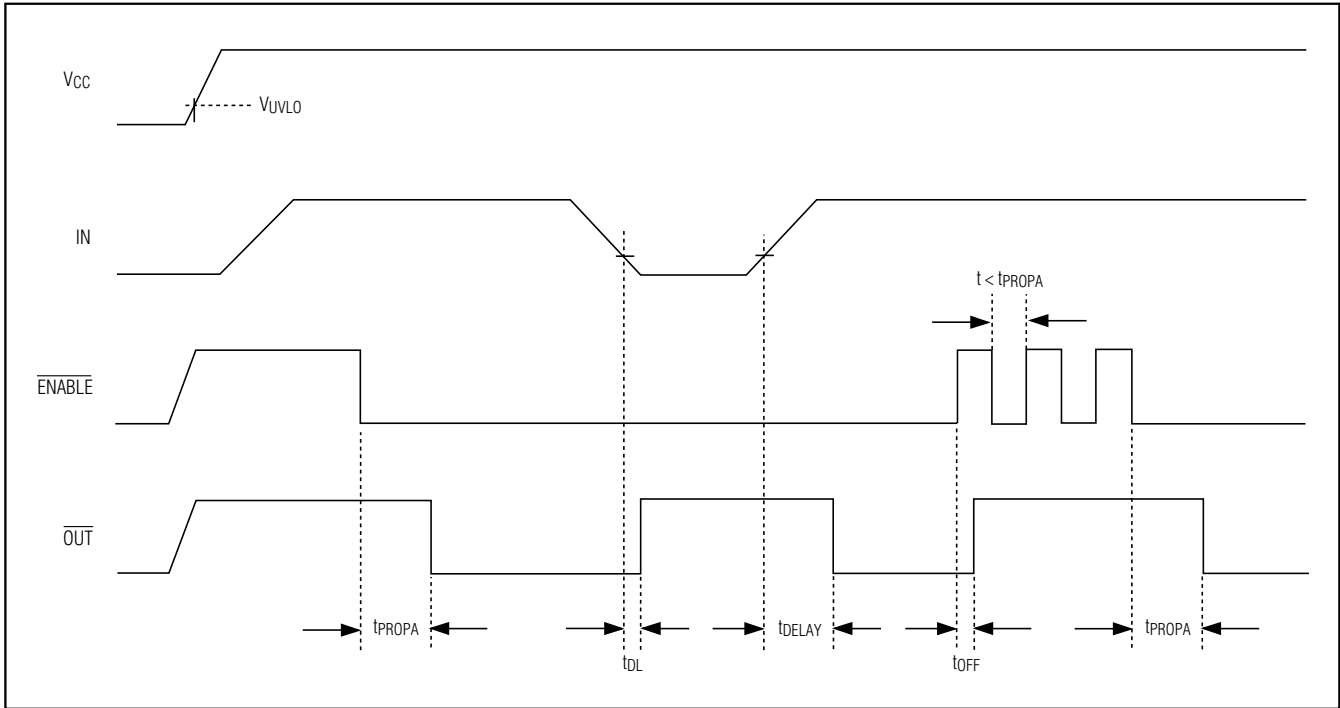 VCC
VUVLO
IN
t < tPROPA
ENABLE
OUT
tPROPA
tDELAY
tPROPA
tDL
tOFF